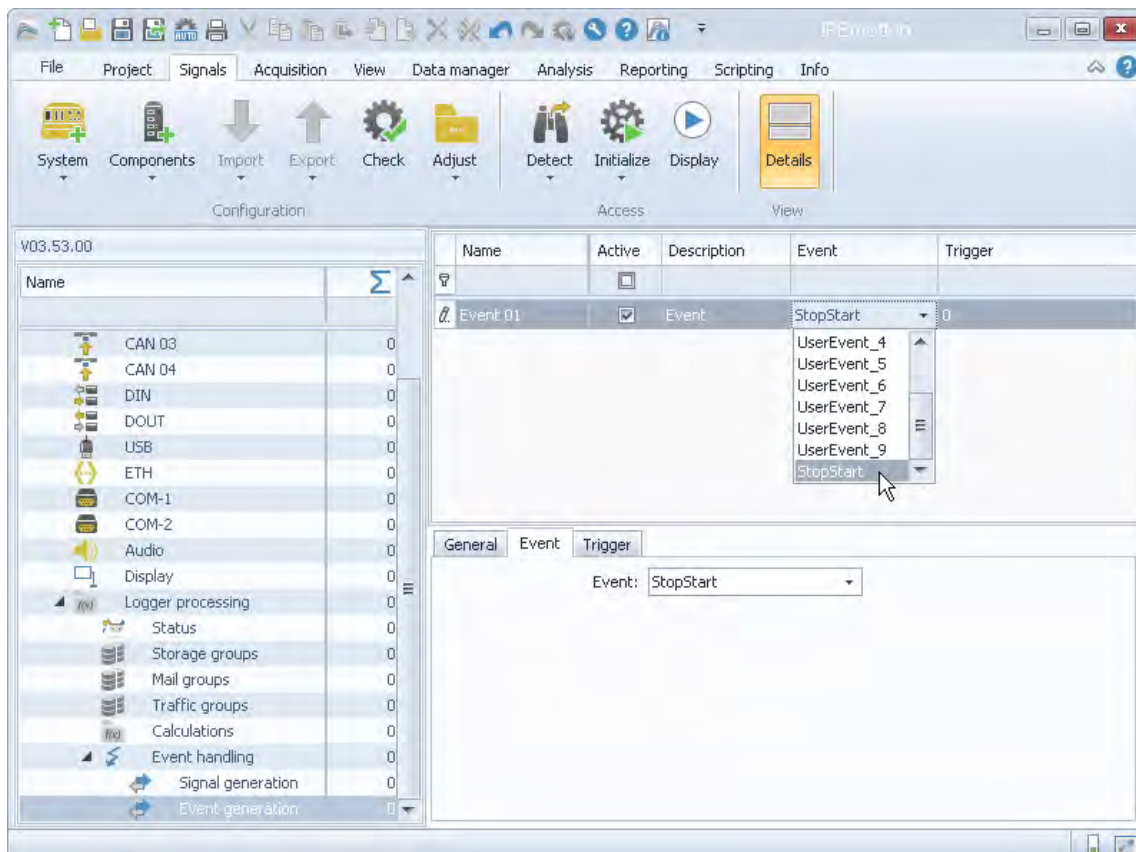 IPEmotion
File Project Signals Acquisition View Data manager Analysis Reporting Scripting Info
System Components Import Export Check Adjust Detect Initialize Display Details
Configuration Access View
V03.53.00
Name
Name Active Description Event Trigger
Event 01 Event StopStart 0
UserEvent_4
UserEvent_5
UserEvent_6
UserEvent_7
UserEvent_8
UserEvent_9
StopStart
CAN 03 0
CAN 04 0
DIN 0
DOUT 0
USB 0
ETH 0
COM-1 0
COM-2 0
Audio 0
Display 0
Logger processing 0
Status 0
Storage groups 0
Mail groups 0
Traffic groups 0
Calculations 0
Event handling 0
Signal generation 0
Event generation 0
General Event Trigger
Event: StopStart